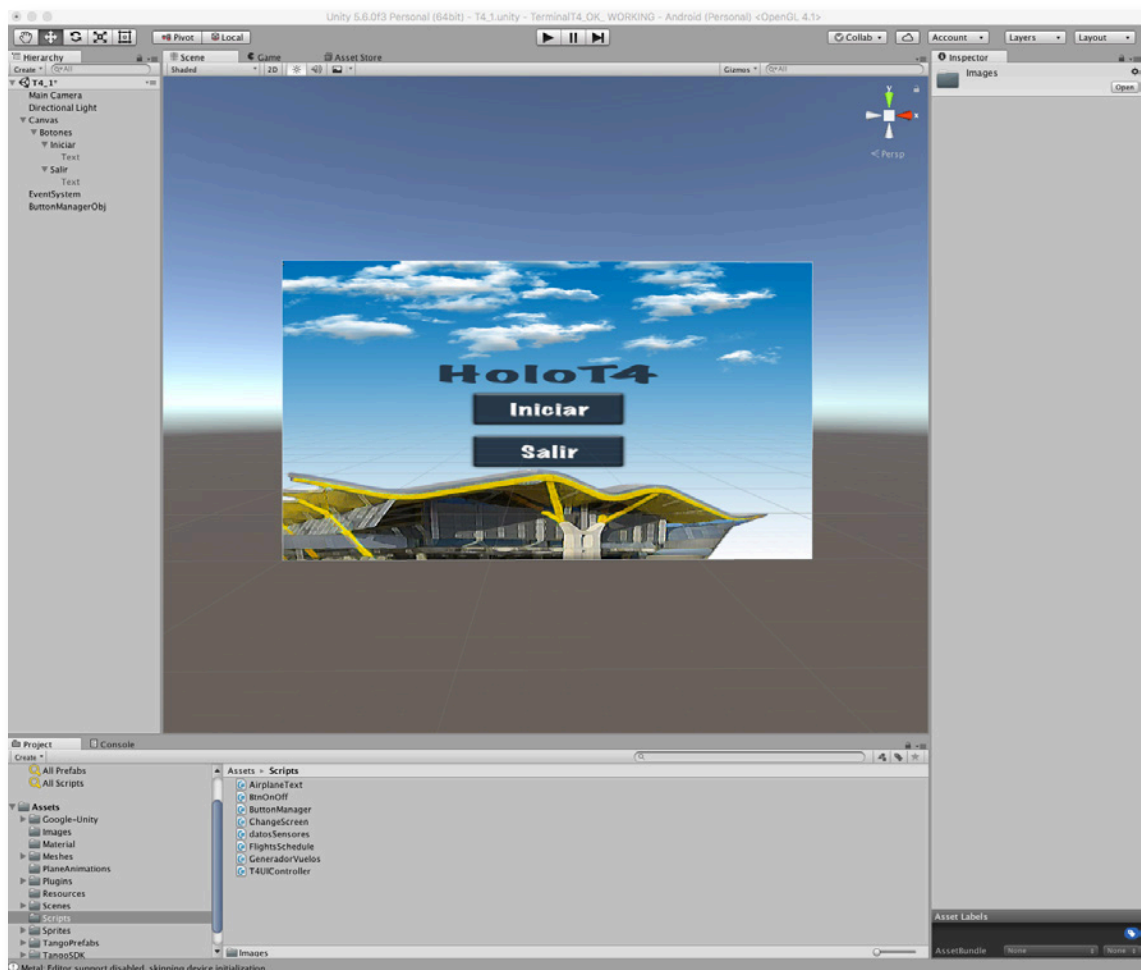 Unity 5.6.0f3 Personal (64bit) - T4_1.unity - TerminalT4_OK_ WORKING - Android (Personal) <OpenGL 4.1>
Pivot Local Collab Account Layers Layout
Hierarchy
Create All
T4_1*
Main Camera
Directional Light
Canvas
Botones
Iniciar
Text
Salir
Text
EventSystem
ButtonManagerObj
Scene Game Asset Store
Shaded 2D Gizmos All
y
x
Persp
HoloT4
Iniciar
Salir
Inspector
Images
Open
Project Console
Create
All Prefabs
All Scripts
Assets
Google-Unity
Images
Material
Meshes
PlaneAnimations
Plugins
Resources
Scenes
Scripts
Sprites
TangoPrefabs
TangoSDK
Assets Scripts
AirplaneText
BtnOnOff
ButtonManager
ChangeScreen
datosSensores
FlightsSchedule
GeneradorVuelos
T4UIController
Images
Asset Labels
AssetBundle None None
Metal: Editor support disabled, skipping device initialization